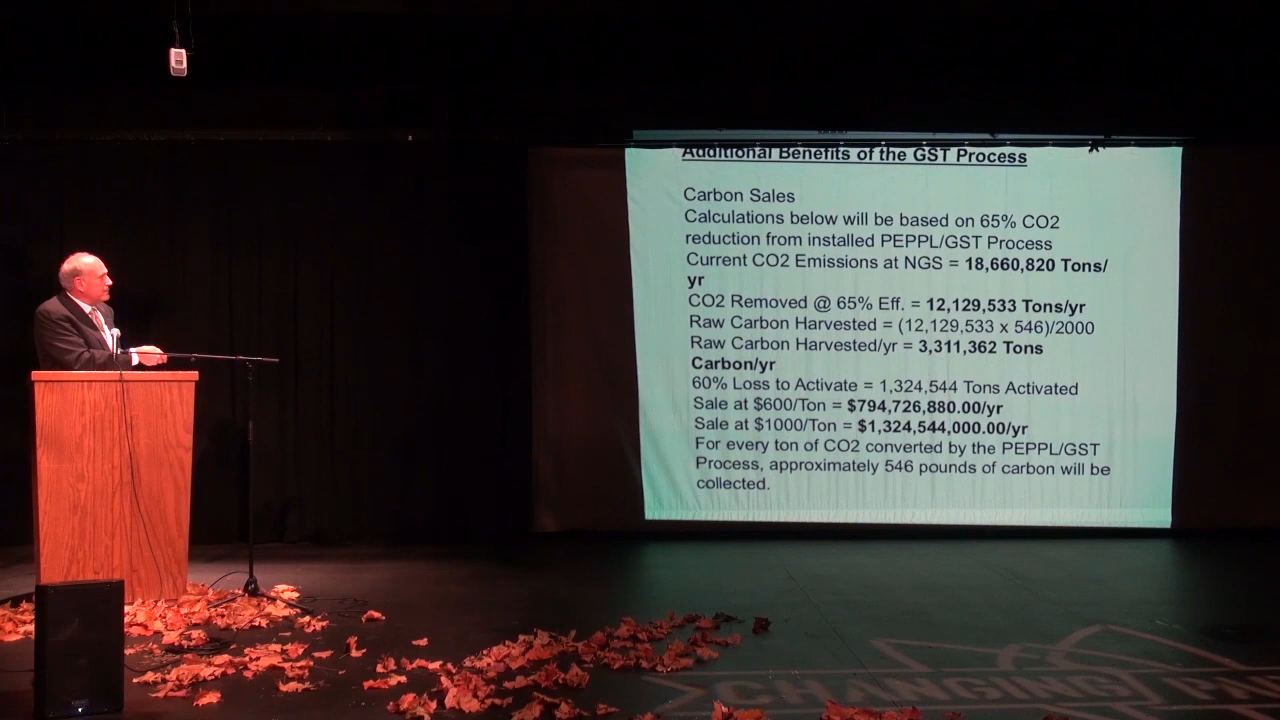 Additional Benefits of the GST Process
Carbon Sales
Calculations below will be based on 65% CO2
reduction from installed PEPPL/GST Process
Current CO2 Emissions at NGS = 18,660,820 Tons/
yr
CO2 Removed @ 65% Eff. = 12,129,533 Tons/yr
Raw Carbon Harvested = (12,129,533 x 546)/2000
Raw Carbon Harvested/yr = 3,311,362 Tons
Carbon/yr
60% Loss to Activate = 1,324,544 Tons Activated
Sale at $600/Ton = $794,726,880.00/yr
Sale at $1000/Ton = $1,324,544,000.00/yr
For every ton of CO2 converted by the PEPPL/GST
Process, approximately 546 pounds of carbon will be
collected.
CHANGING